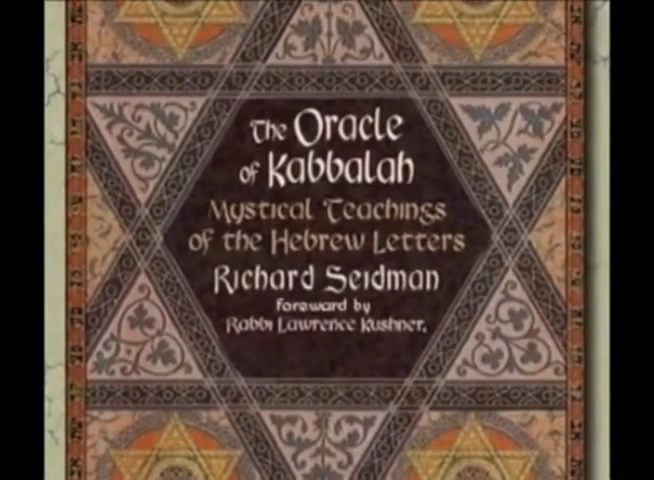 The Oracle
of Kabbalah
Mystical Teachings
of the Hebrew Letters
Richard Seidman
foreward by
Rabbi Lawrence Kushner.